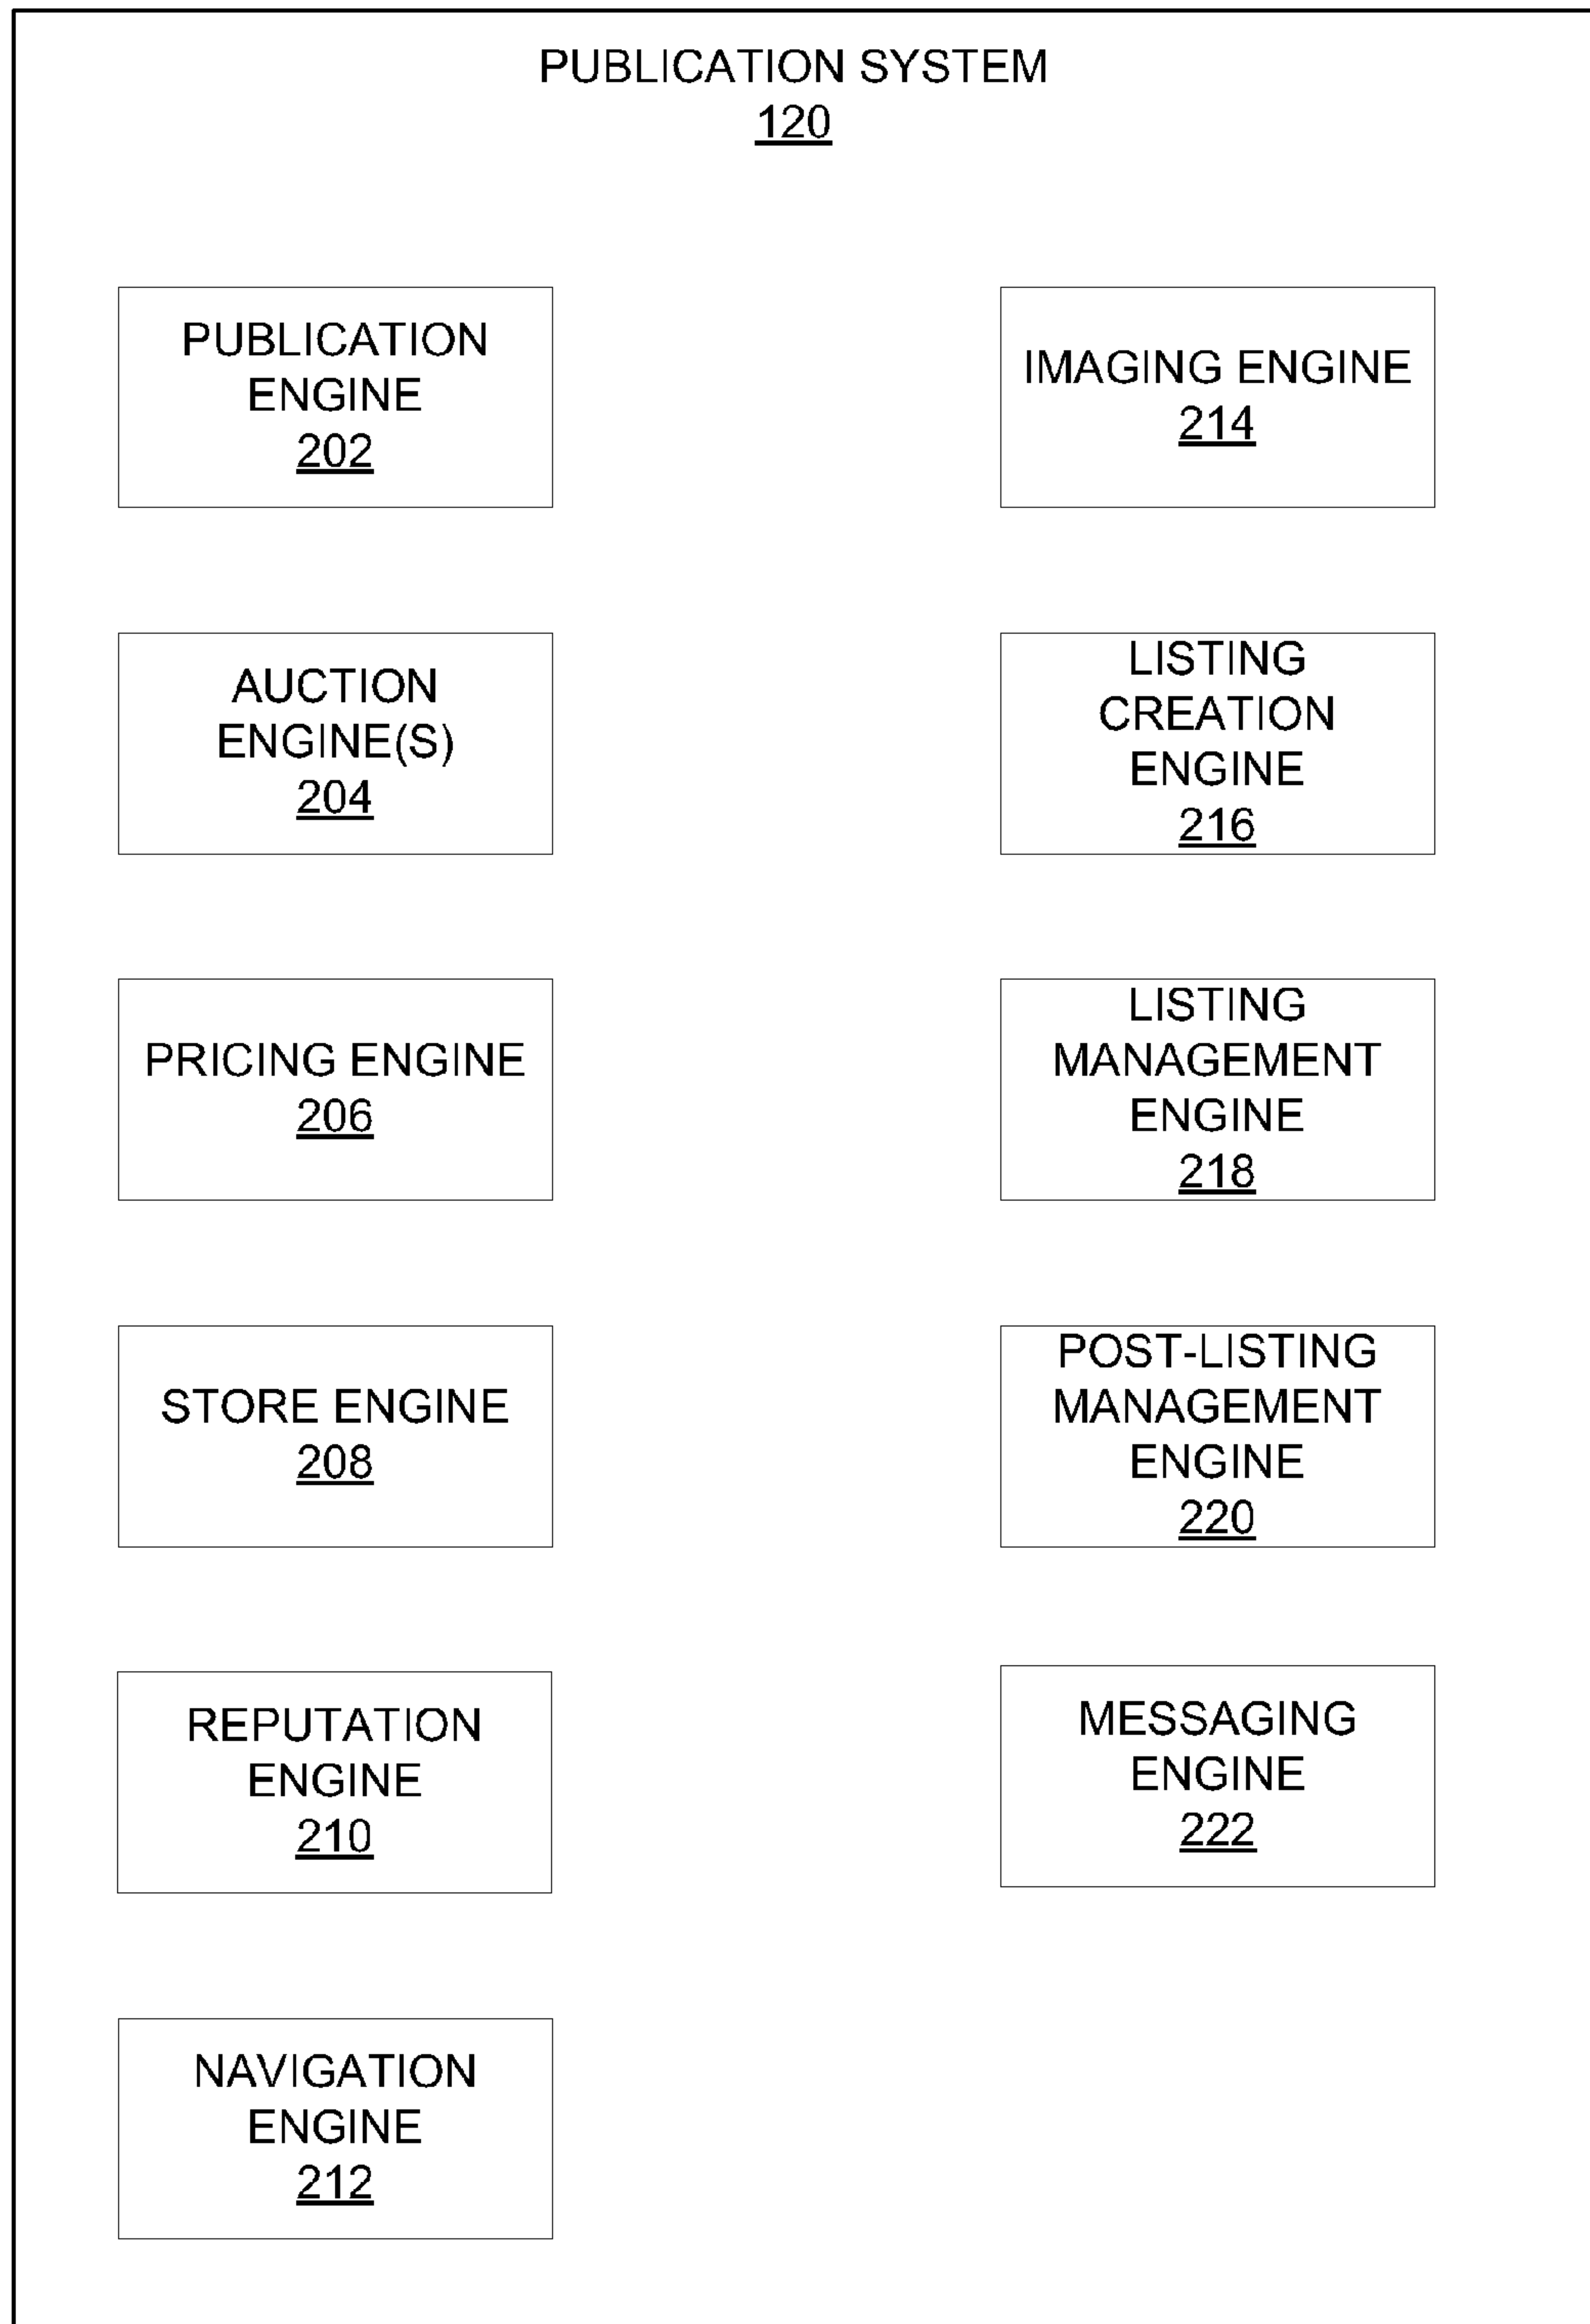 PUBLICATION SYSTEM
120
PUBLICATION
ENGINE
202
AUCTION
ENGINE(S)
204
PRICING ENGINE
206
STORE ENGINE
208
REPUTATION
ENGINE
210
NAVIGATION
ENGINE
212
IMAGING ENGINE
214
LISTING
CREATION
ENGINE
216
LISTING
MANAGEMENT
ENGINE
218
POST-LISTING
MANAGEMENT
ENGINE
220
MESSAGING
ENGINE
222